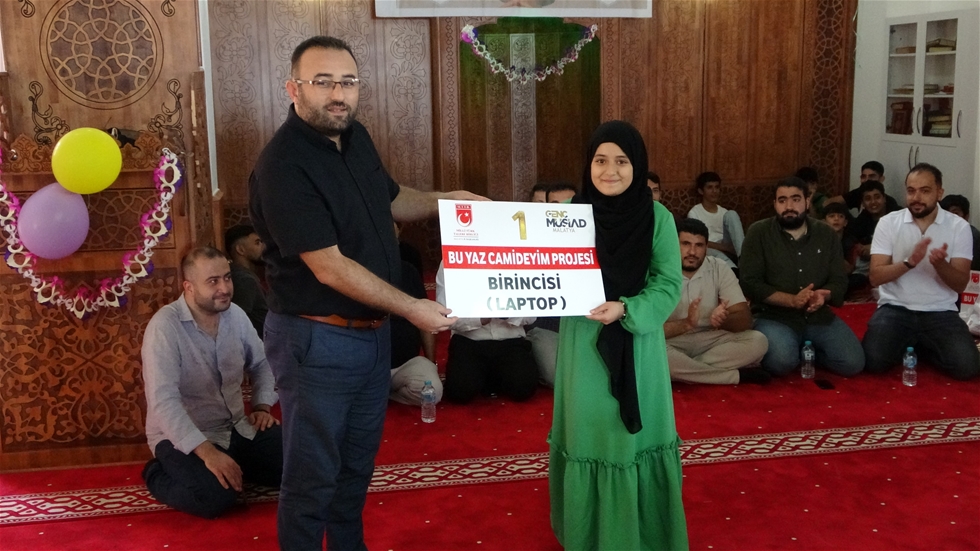 1
GENÇ
MÜSİAD
MALATYA
BU YAZ CAMİDEYİM PROJESİ
BİRİNCİSİ
( LAPTOP )